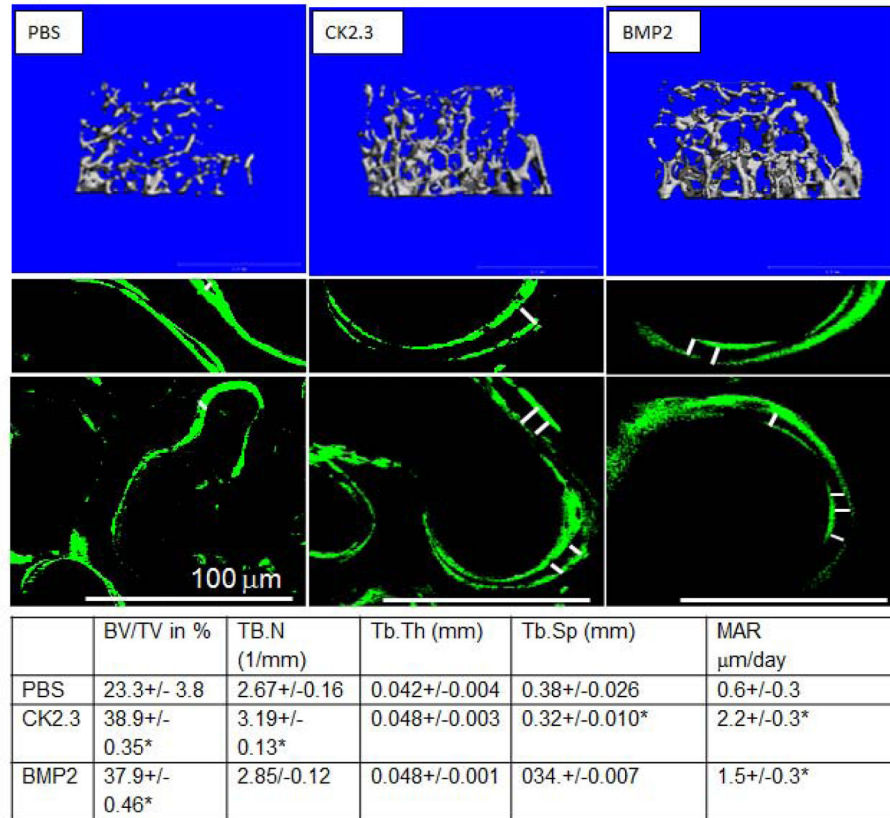 PBS
CK2.3
BMP2
100 μm
BV/TV in % TB.N Tb.Th (mm) Tb.Sp (mm) MAR
(1/mm) μm/day
PBS 23.3+/- 3.8 2.67+/-0.16 0.042+/-0.004 0.38+/-0.026 0.6+/-0.3
CK2.3 38.9+/- 3.19+/- 0.048+/-0.003 0.32+/-0.010* 2.2+/-0.3*
0.35* 0.13*
BMP2 37.9+/- 2.85/-0.12 0.048+/-0.001 034.+/-0.007 1.5+/-0.3*
0.46*